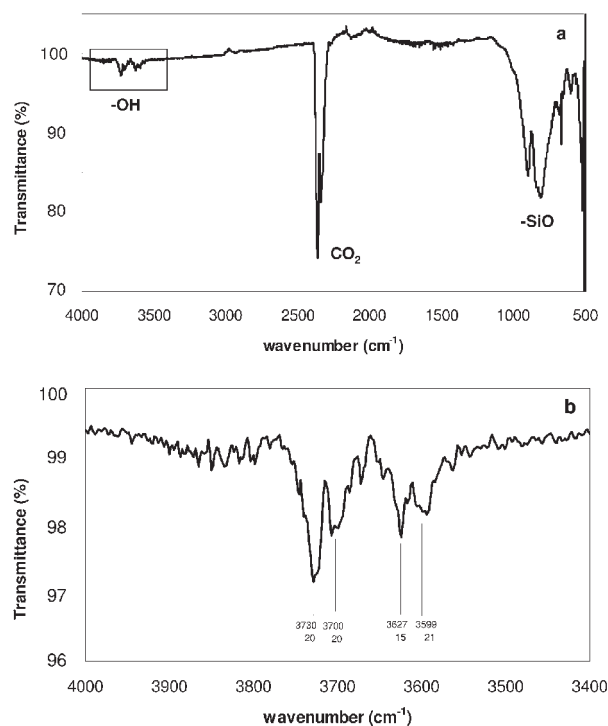 a
100
90
80
70
Transmittance (%)
-OH
CO2
-SiO
4000 3500 3000 2500 2000 1500 1000 500
wavenumber (cm-1)
b
100
99
98
97
96
Transmittance (%)
3730 3700 3627 3599
20 20 15 21
4000 3900 3800 3700 3600 3500 3400
wavenumber (cm-1)